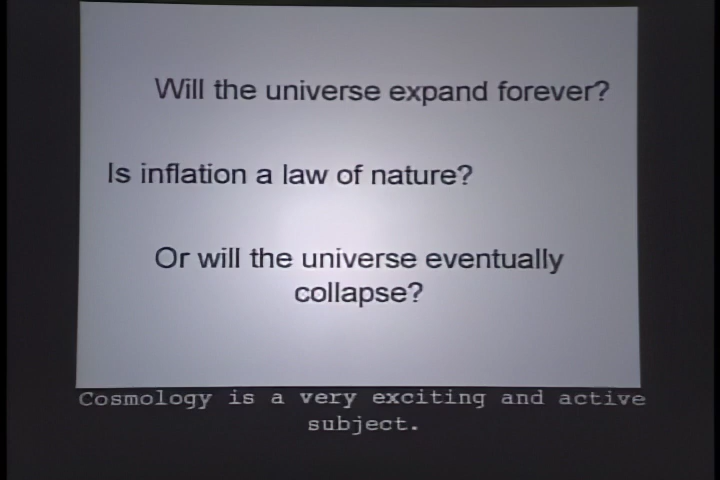 Will the universe expand forever?
Is inflation a law of nature?
Or will the universe eventually
collapse?
Cosmology is a very exciting and active
subject.